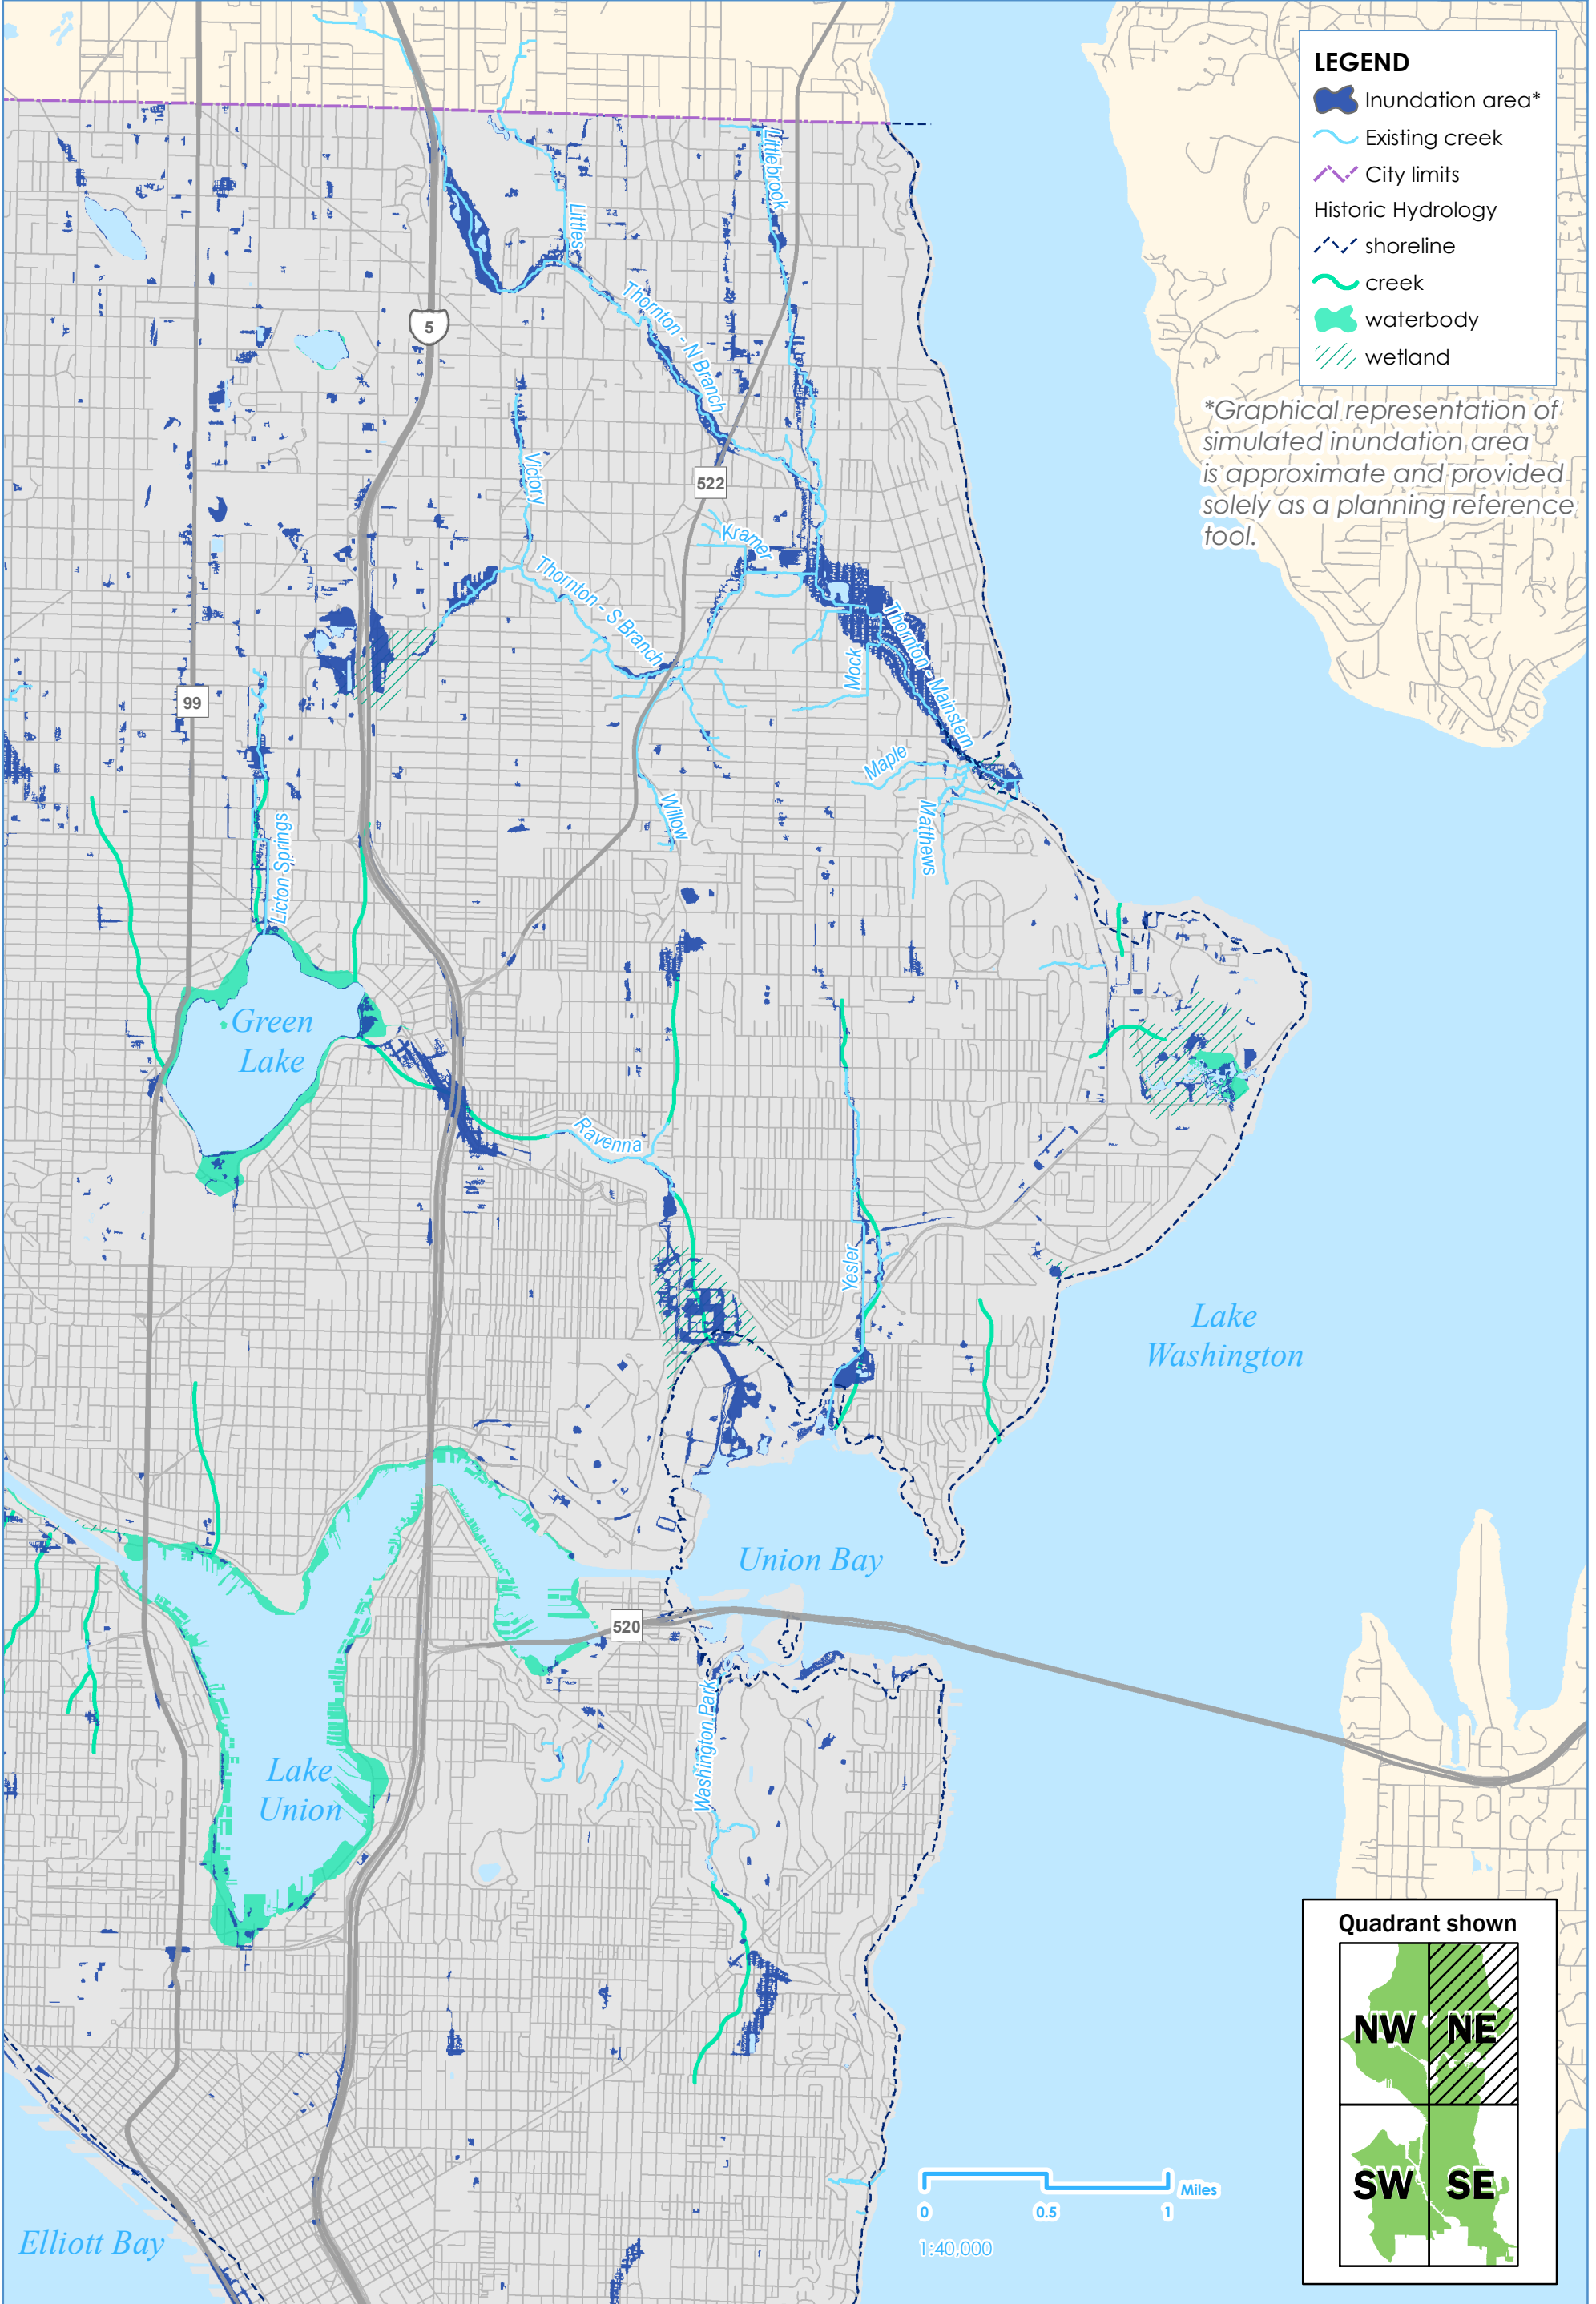 LEGEND
Inundation area*
Existing creek
City limits
Historic Hydrology
shoreline
creek
waterbody
wetland
*Graphical representation of
simulated inundation area
is approximate and provided
solely as a planning reference
tool.
Littlebrook
Littles
Thornton - N Branch
5
Victory
522
Kramer
Thornton - S Branch
Thornton - Mainstem
Mock
99
Maple
Willow
Matthews
Licton Springs
Green
Lake
Ravenna
Yesler
Lake
Washington
Union Bay
520
Washington Park
Lake
Union
Quadrant shown
NW
NE
SW
SE
Miles
0
0.5
1
1:40,000
Elliott Bay